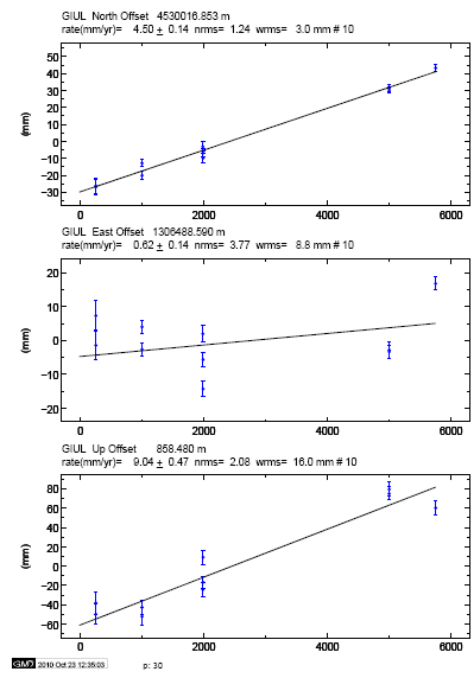 GIUL North Offset 4530016.853 m
rate(mm/yr)= 4.50 ± 0.14 nrms= 1.24 wrms= 3.0 mm # 10
50
40
30
20
10
0
−10
−20
−30
(mm)
0 2000 4000 6000
GIUL East Offset 1306488.590 m
rate(mm/yr)= 0.62 ± 0.14 nrms= 3.77 wrms= 8.8 mm # 10
20
10
0
−10
−20
(mm)
0 2000 4000 6000
GIUL Up Offset 858.480 m
rate(mm/yr)= 9.04 ± 0.47 nrms= 2.08 wrms= 16.0 mm # 10
80
60
40
20
0
−20
−40
−60
(mm)
0 2000 4000 6000
GMD 2010 Oct 23 12:35:03 p: 30